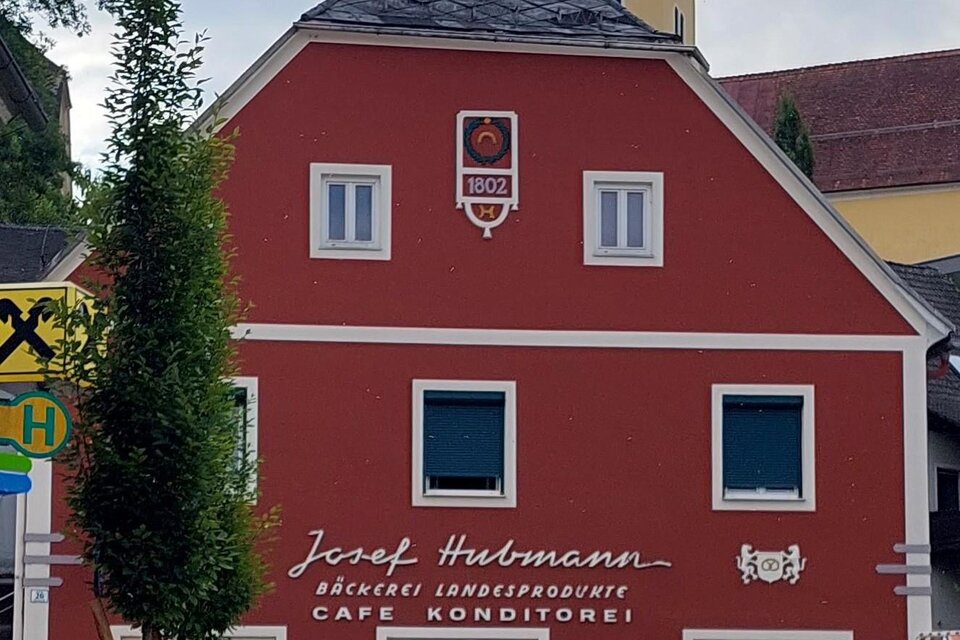 1802
H
Josef Hubmann
BÄCKEREI LANDESPRODUKTE
CAFE KONDITOREI
26